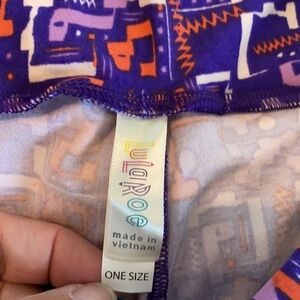 LuLaRoe
made in
vietnam
ONE SIZE